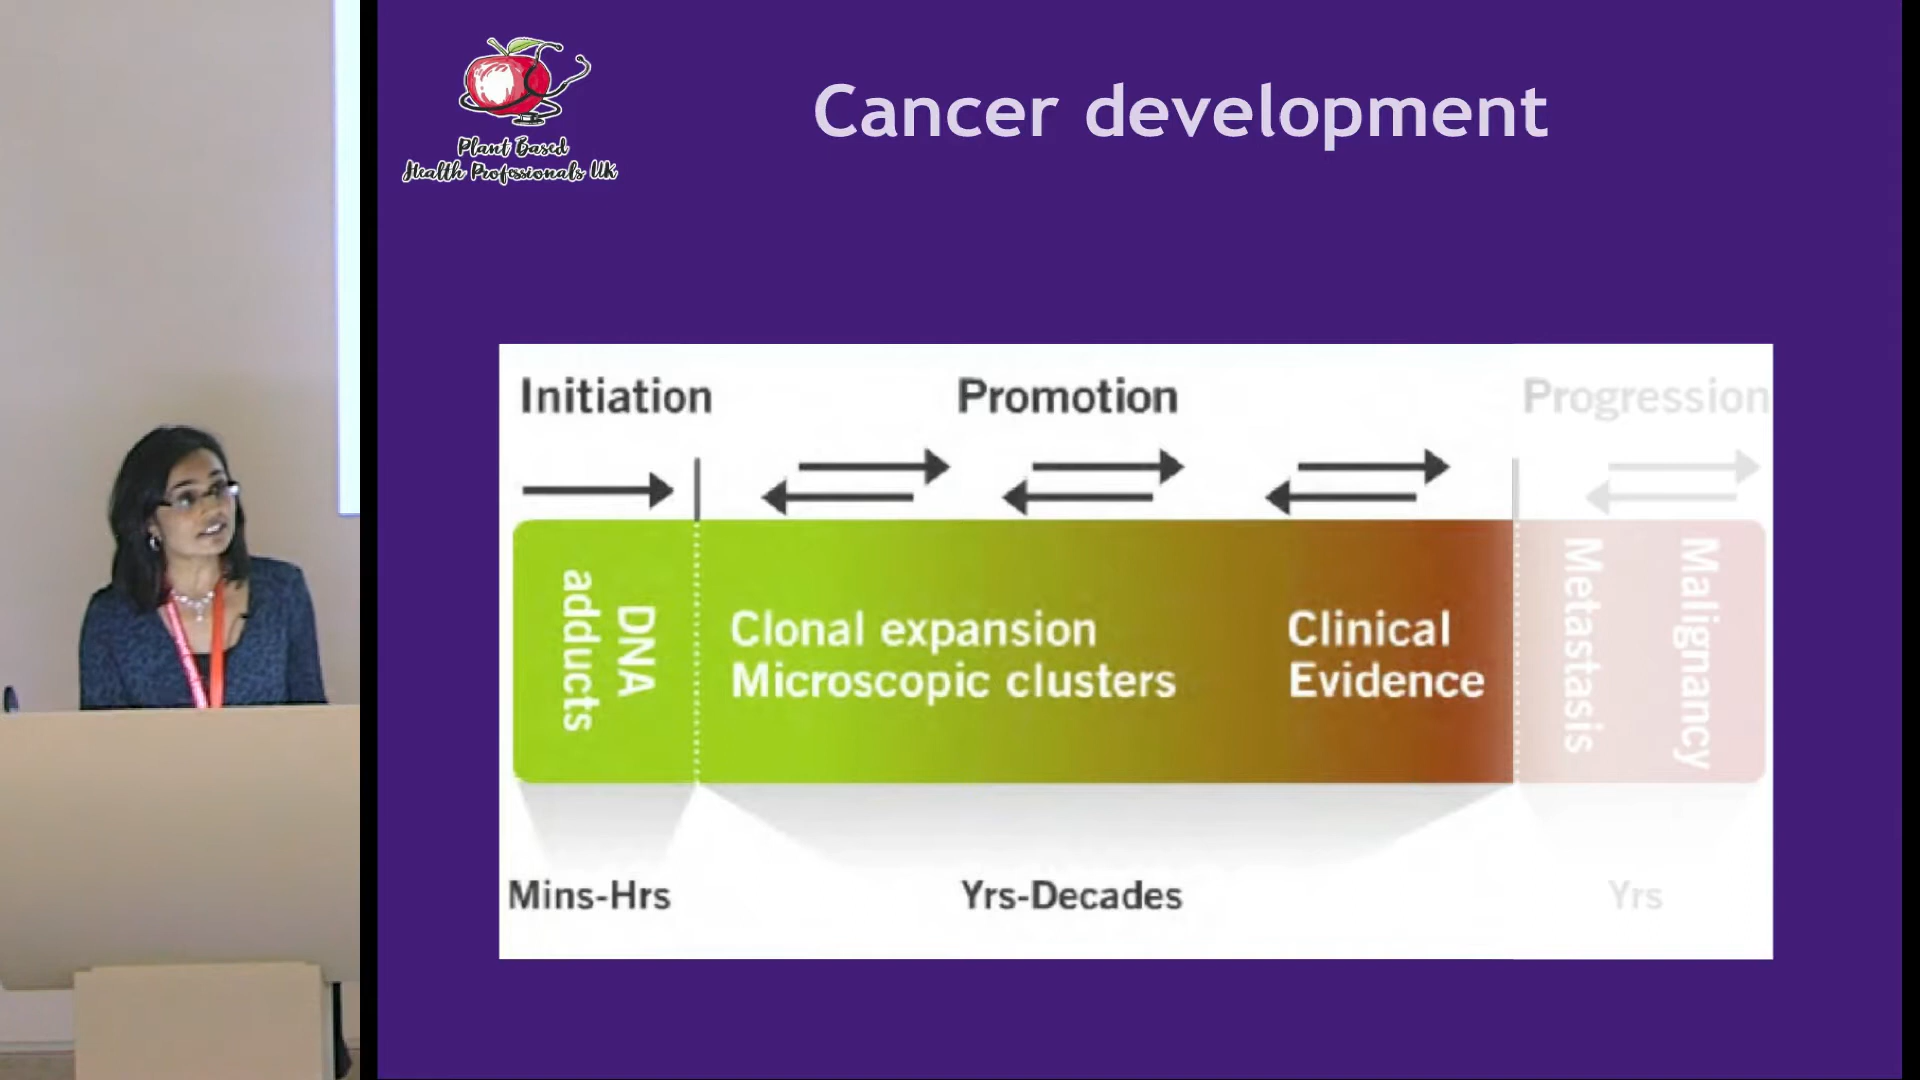 Plant Based
Health Professionals UK
Cancer development
Initiation
Promotion
Progression
DNA
adducts
Clonal expansion
Microscopic clusters
Clinical
Evidence
Metastasis
Malignancy
Mins-Hrs
Yrs-Decades
Yrs